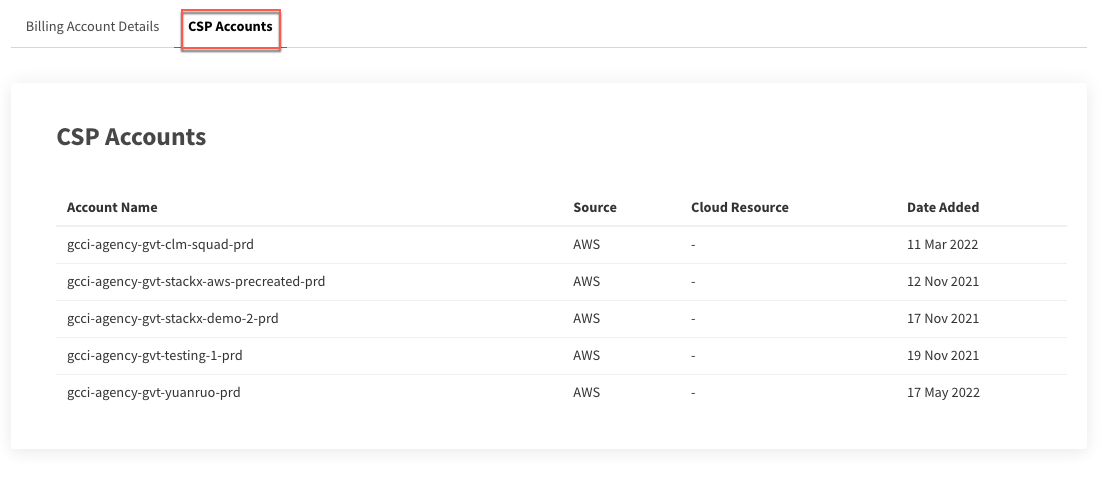 Billing Account Details CSP Accounts
CSP Accounts
Account Name Source Cloud Resource Date Added
gcci-agency-gvt-clm-squad-prd AWS - 11 Mar 2022
gcci-agency-gvt-stackx-aws-precreated-prd AWS - 12 Nov 2021
gcci-agency-gvt-stackx-demo-2-prd AWS - 17 Nov 2021
gcci-agency-gvt-testing-1-prd AWS - 19 Nov 2021
gcci-agency-gvt-yuanruo-prd AWS - 17 May 2022